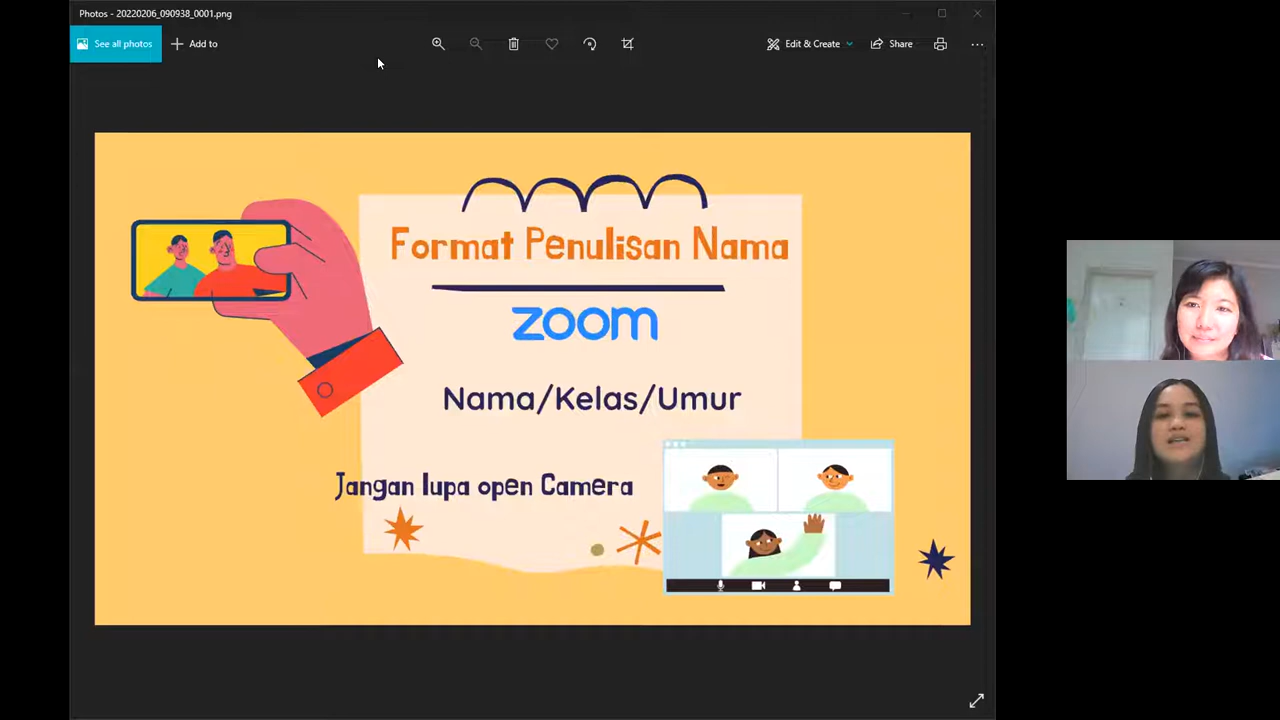 Photos - 20220206_090938_0001.png
See all photos
Add to
Edit & Create
Share
Format Penulisan Nama
zoom
Nama/Kelas/Umur
Jangan lupa open Camera